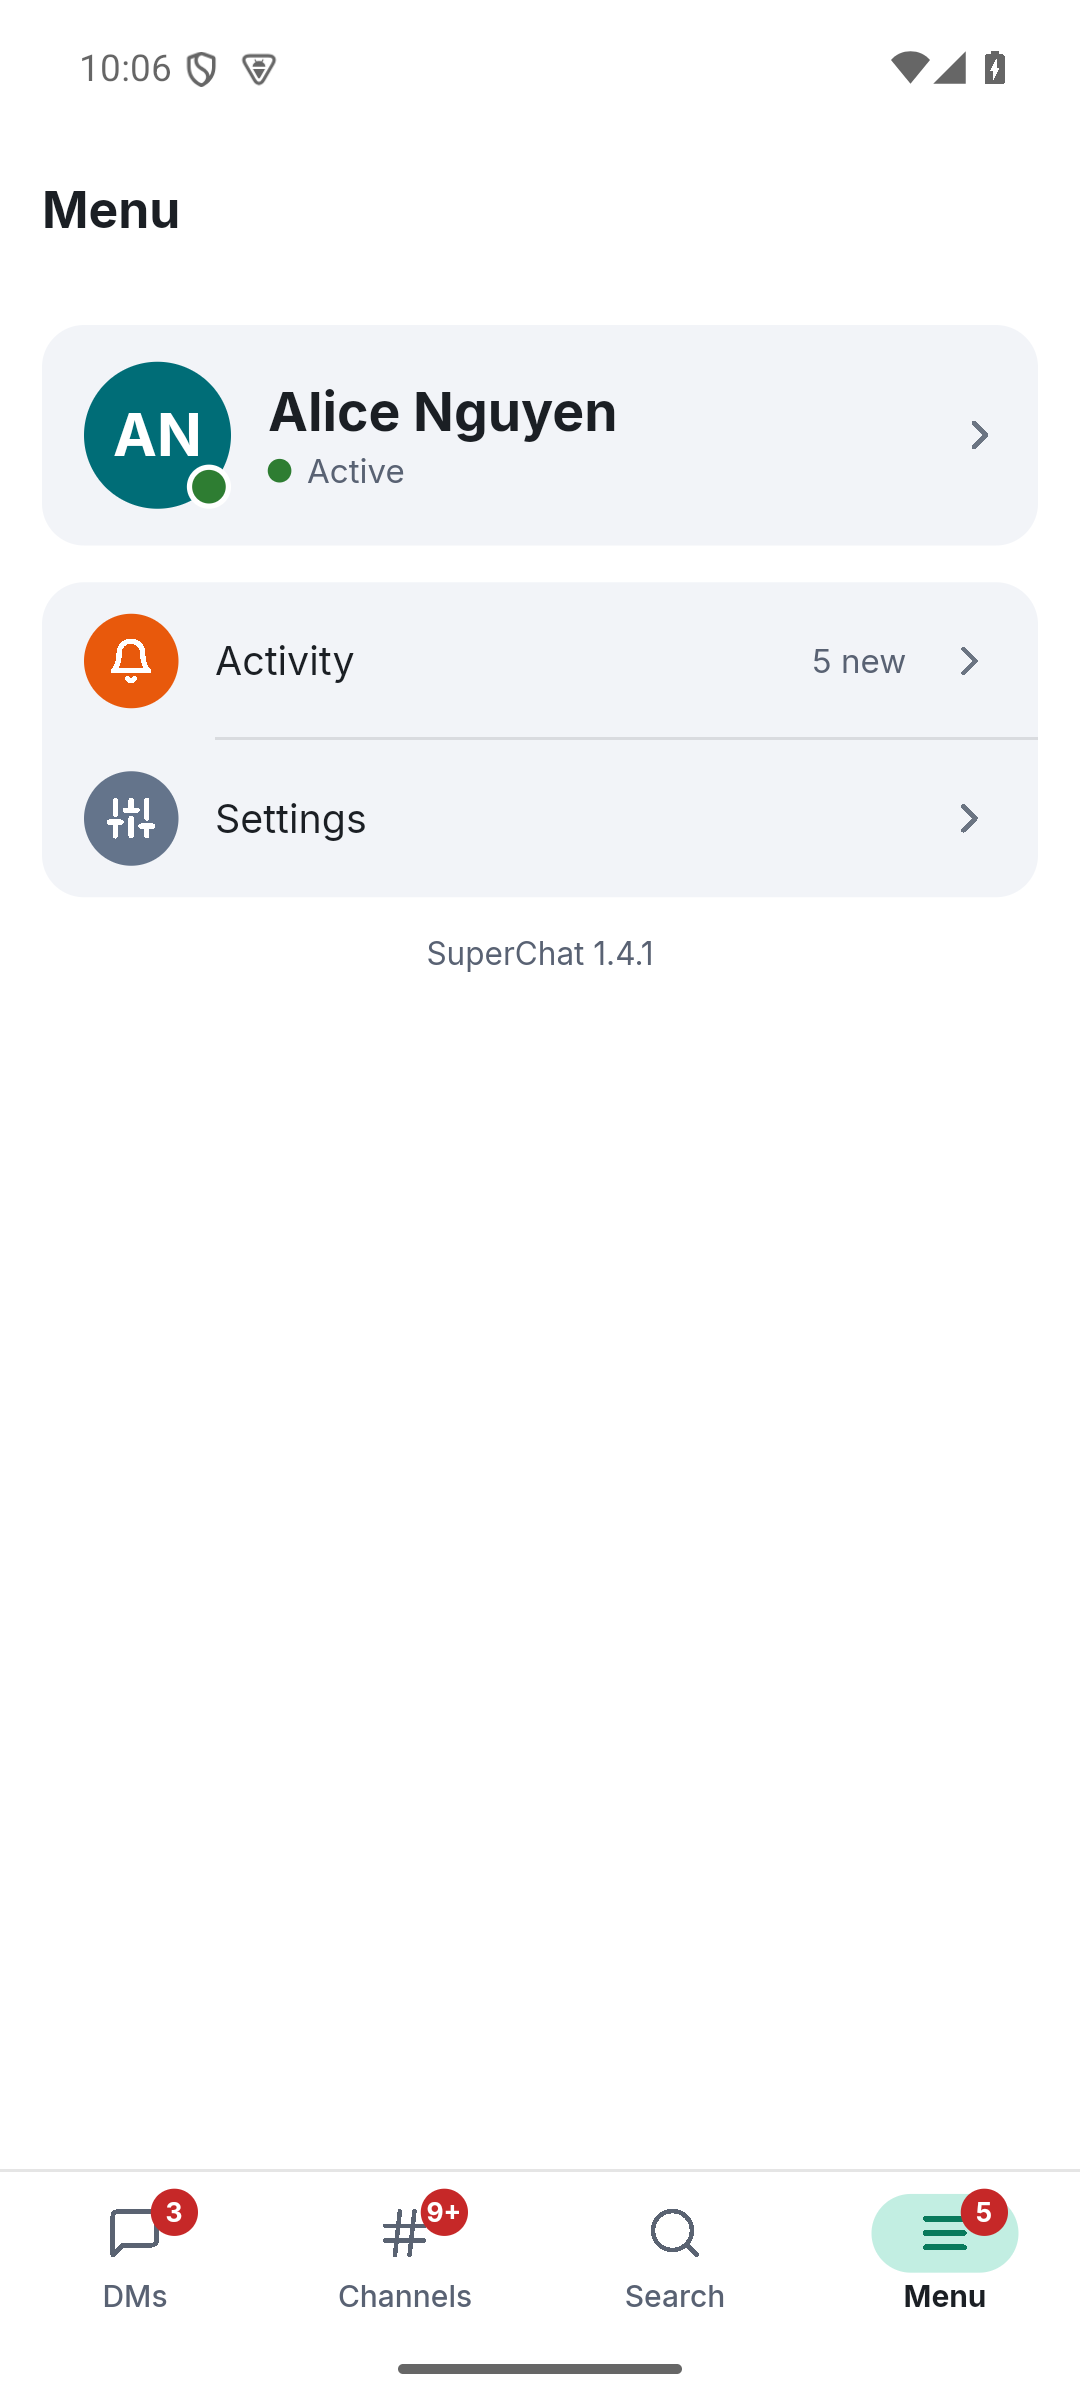 10:06
Menu
AN
Alice Nguyen
Active
Activity
5 new
Settings
SuperChat 1.4.1
3
9+
5
DMs
Channels
Search
Menu